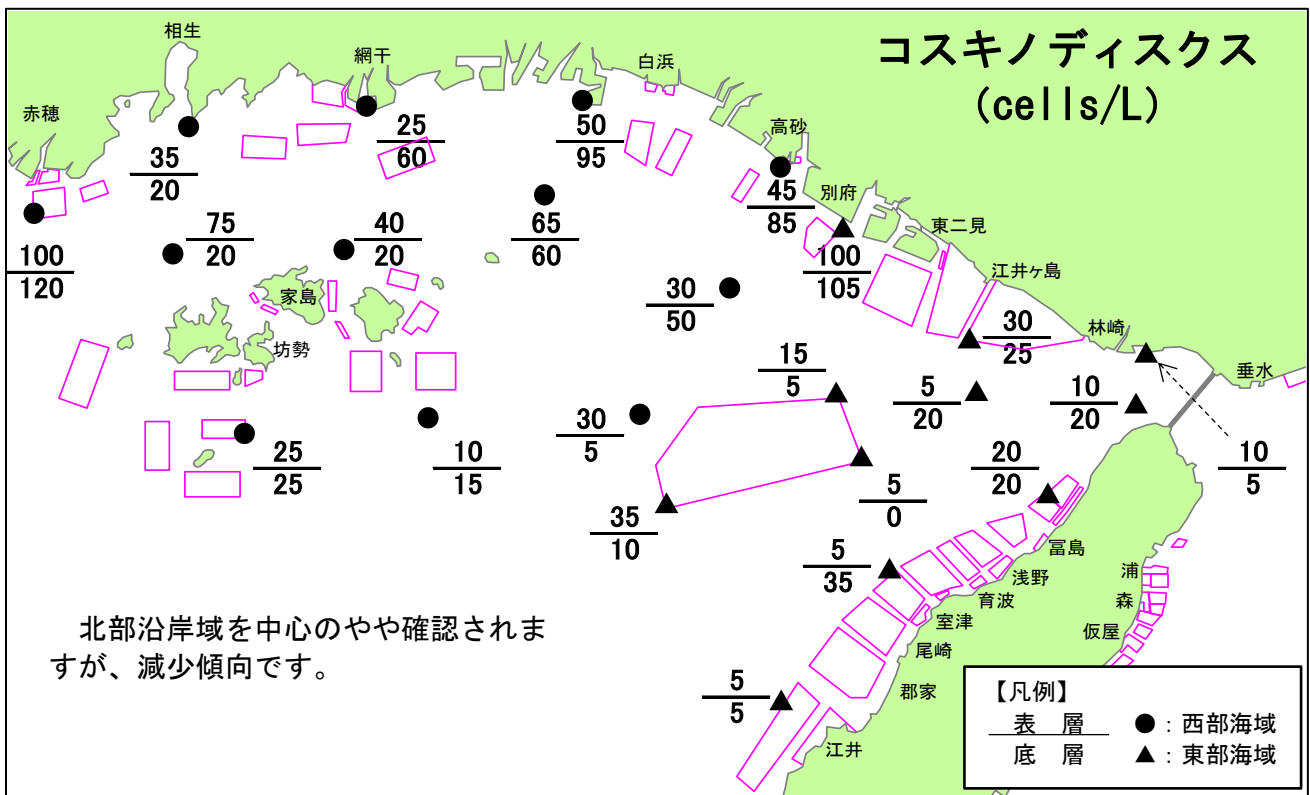 コスキノディスクス
(cells/L)
相生
網干
白浜
赤穂
高砂
別府
東二見
江井ヶ島
林崎
垂水
家島
坊勢
35
20
25
60
50
95
45
85
100
120
75
20
40
20
65
60
100
105
30
50
30
25
15
5
5
20
10
20
10
5
30
5
25
25
10
15
20
20
5
0
35
10
5
35
5
5
冨島
浅野
育波
室津
尾崎
郡家
江井
浦
森
仮屋
北部沿岸域を中心のやや確認されま
すが、減少傾向です。
【凡例】
表 層
底 層
●：西部海域
▲：東部海域